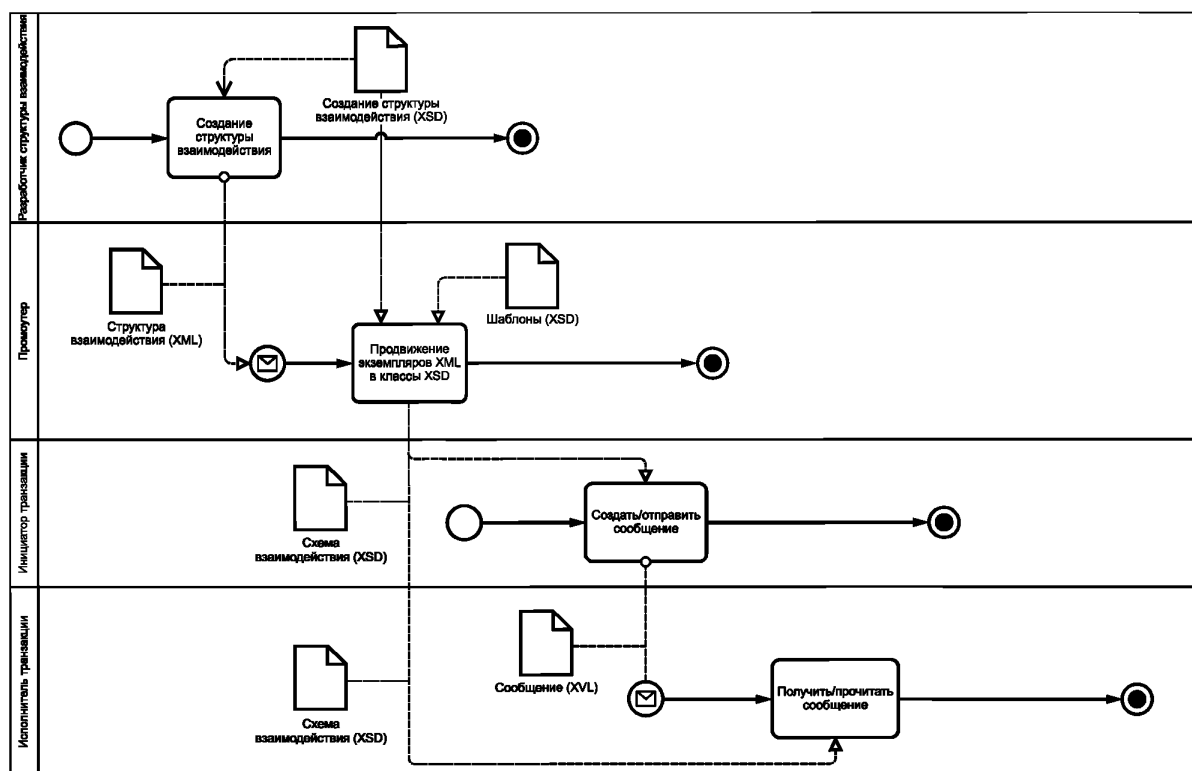 Разработчик структуры взаимодействия
Создание
структуры
взаимодействия
Создание структуры
взаимодействия (XSD)
Промоутер
Структура
взаимодействия (XML)
Шаблоны (XSD)
Продвижение
экземпляров XML
в классы XSD
Инициатор транзакции
Схема
взаимодействия (XSD)
Создать/отправить
сообщение
Исполнитель транзакции
Схема
взаимодействия (XSD)
Сообщение (XVL)
Получить/прочитать
сообщение